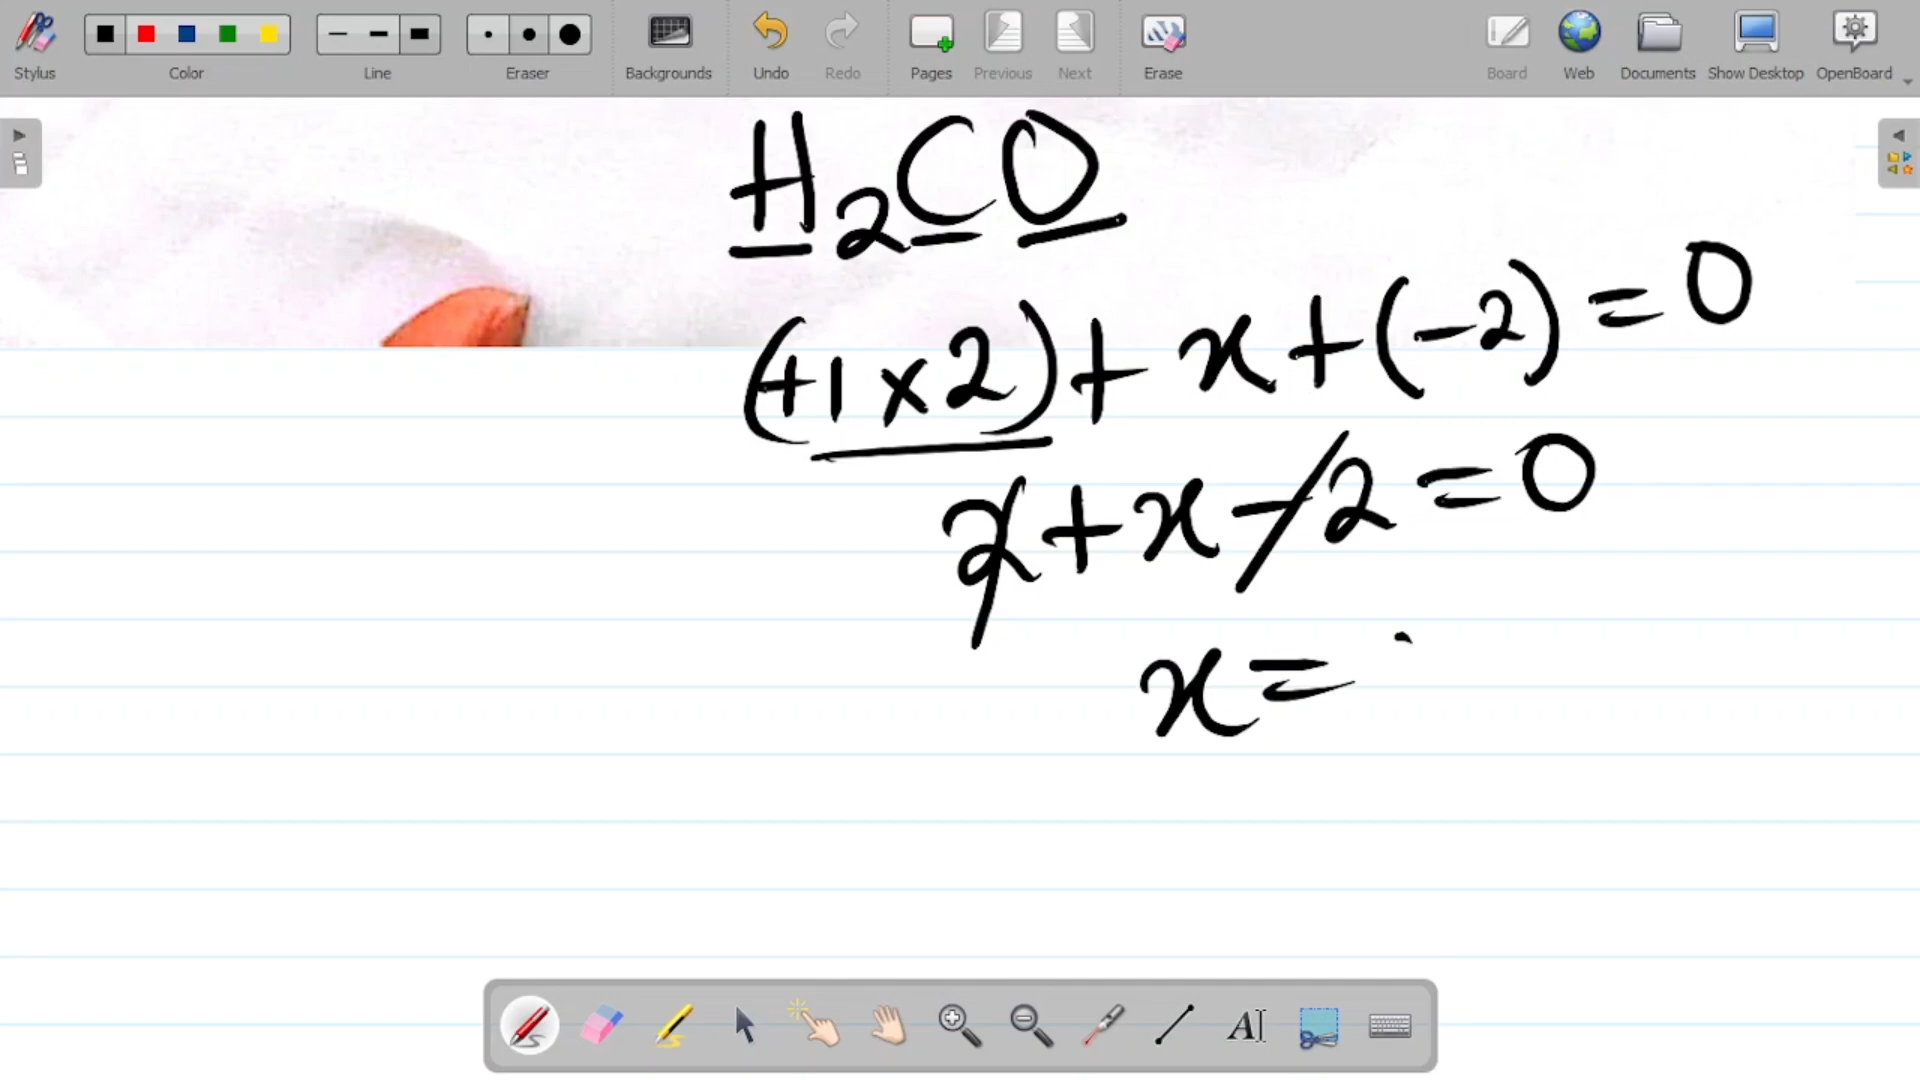 Stylus Color Line Eraser Backgrounds Undo Redo Pages Previous Next Erase Board Web Documents Show Desktop OpenBoard
H₂CO
(+1×2)+x+(-2)=0
2+x-2=0
x=
AI